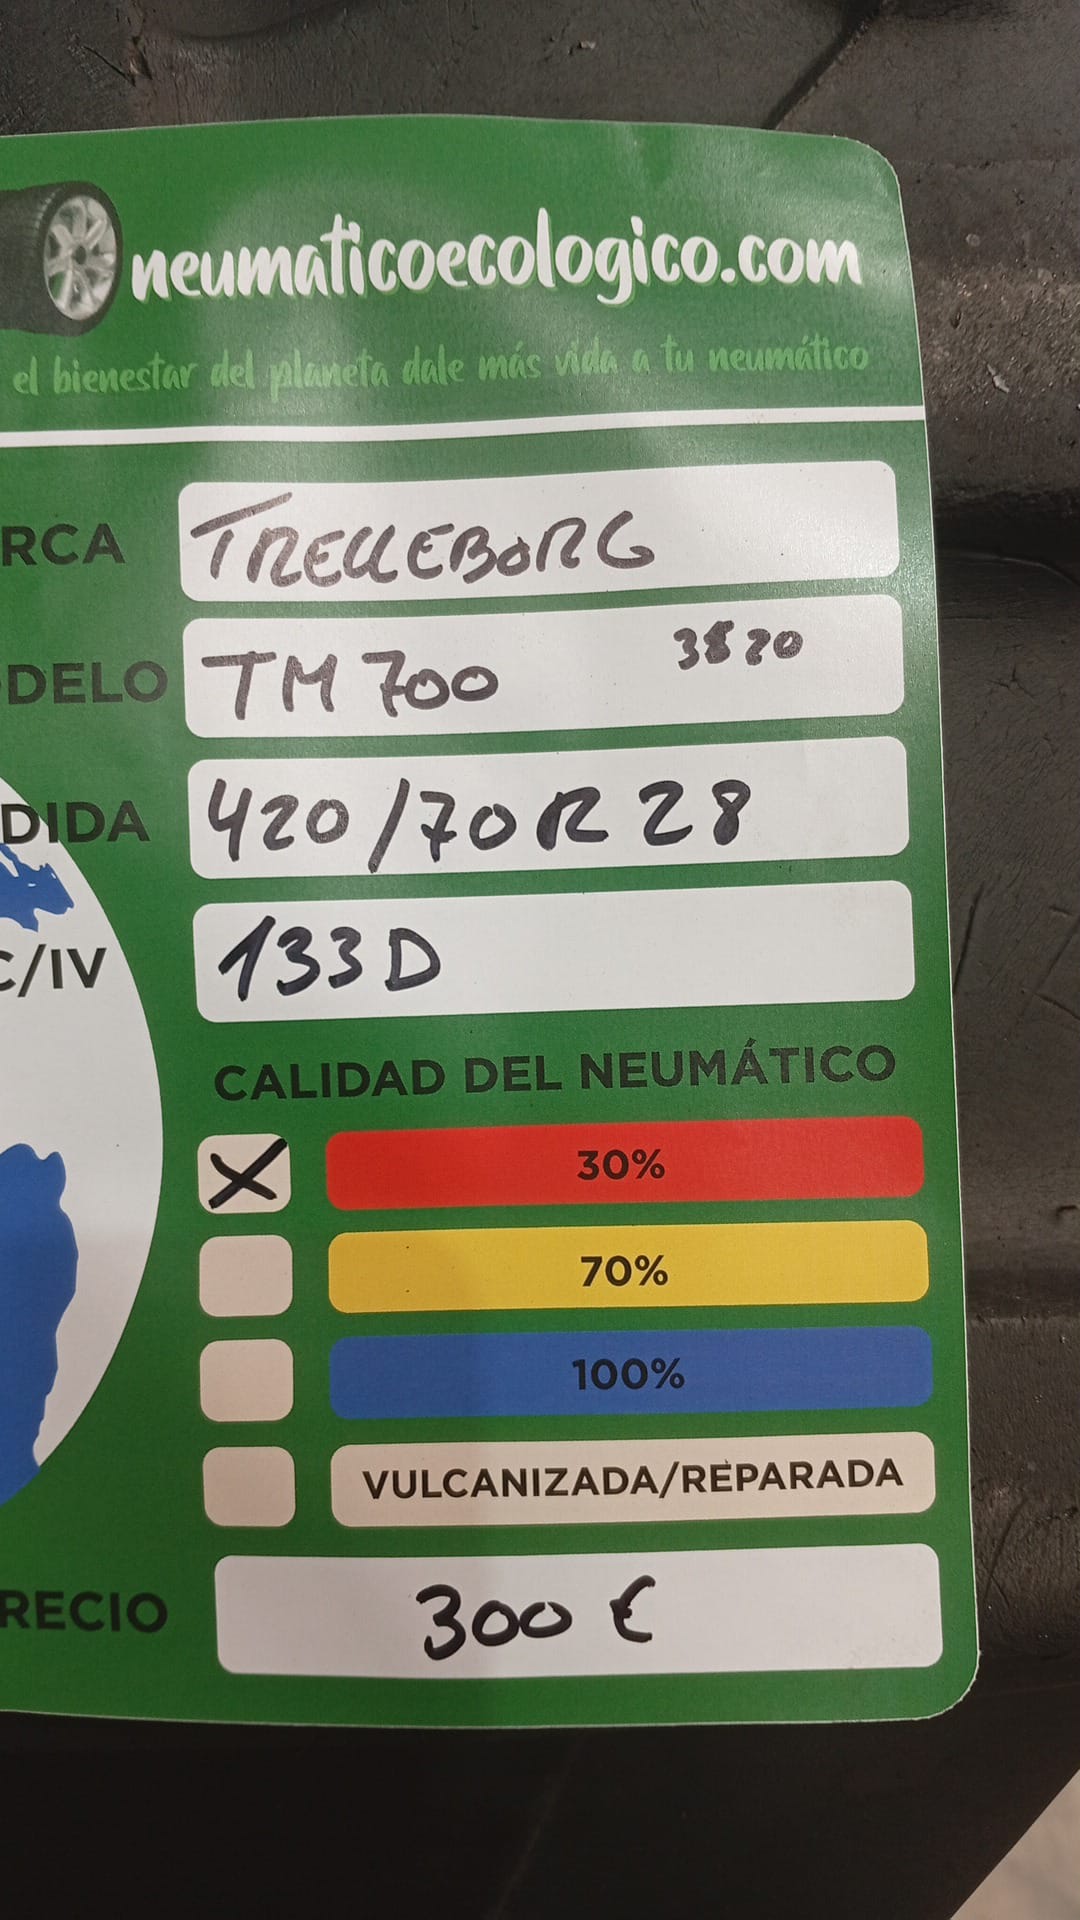 neumaticoecologico.com
el bienestar del planeta dale más vida a tu neumático
RCA TRELLEBORG
DELO TM 700 3820
DIDA 420/70R28
C/IV 133D
CALIDAD DEL NEUMÁTICO
X 30%
70%
100%
VULCANIZADA/REPARADA
RECIO 300 €